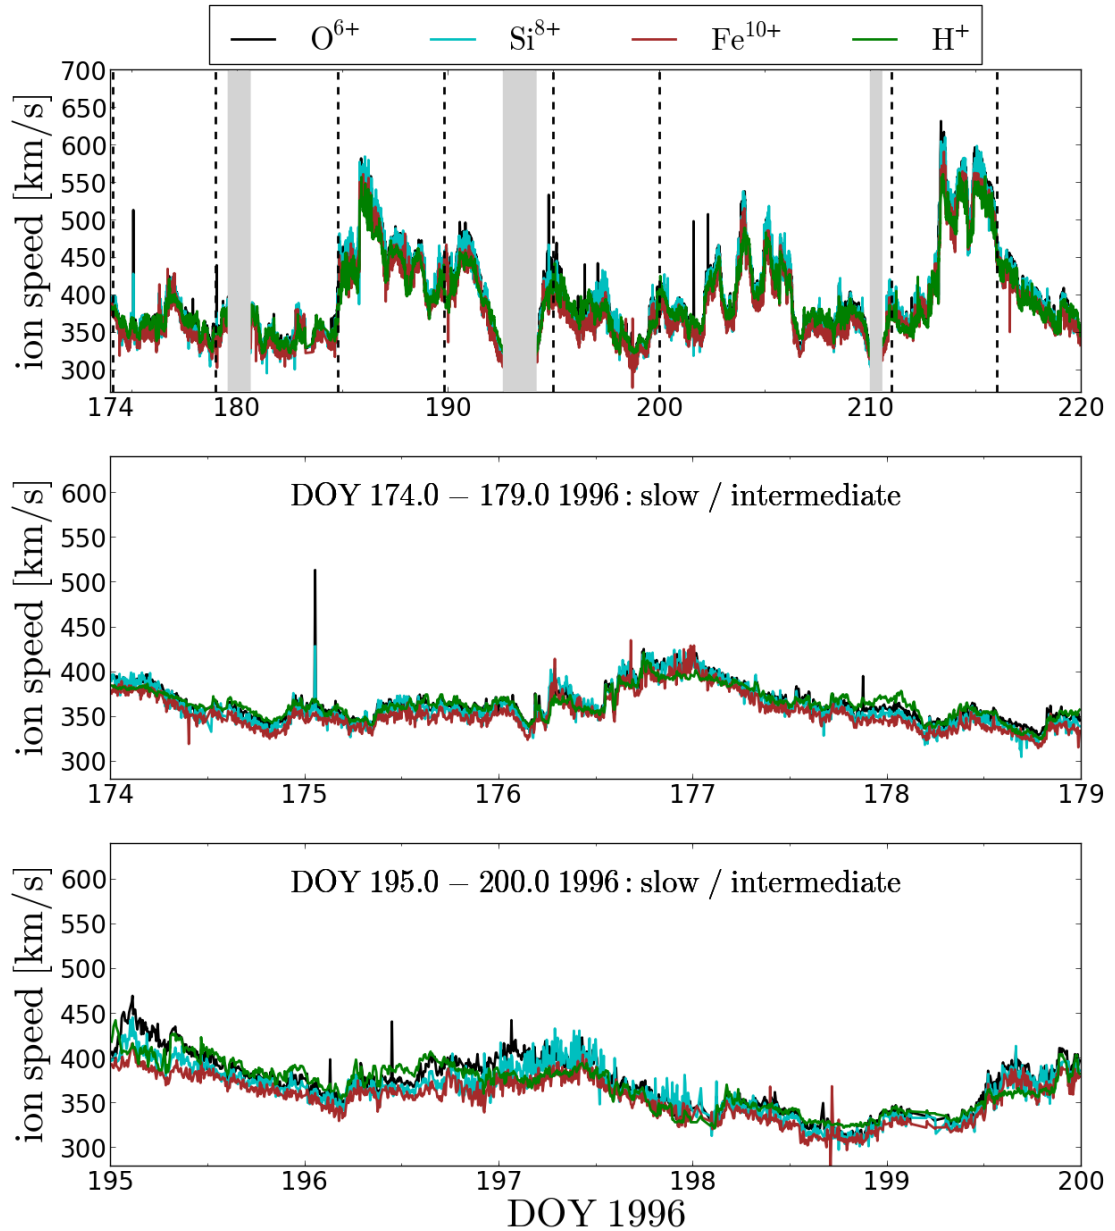 O⁶⁺ Si⁸⁺ Fe¹⁰⁺ H⁺
ion speed [km/s]
700
650
600
550
500
450
400
350
300
174 180 190 200 210 220
ion speed [km/s]
DOY 174.0 – 179.0 1996: slow / intermediate
600
550
500
450
400
350
300
174 175 176 177 178 179
ion speed [km/s]
DOY 195.0 – 200.0 1996: slow / intermediate
600
550
500
450
400
350
300
195 196 197 198 199 200
DOY 1996